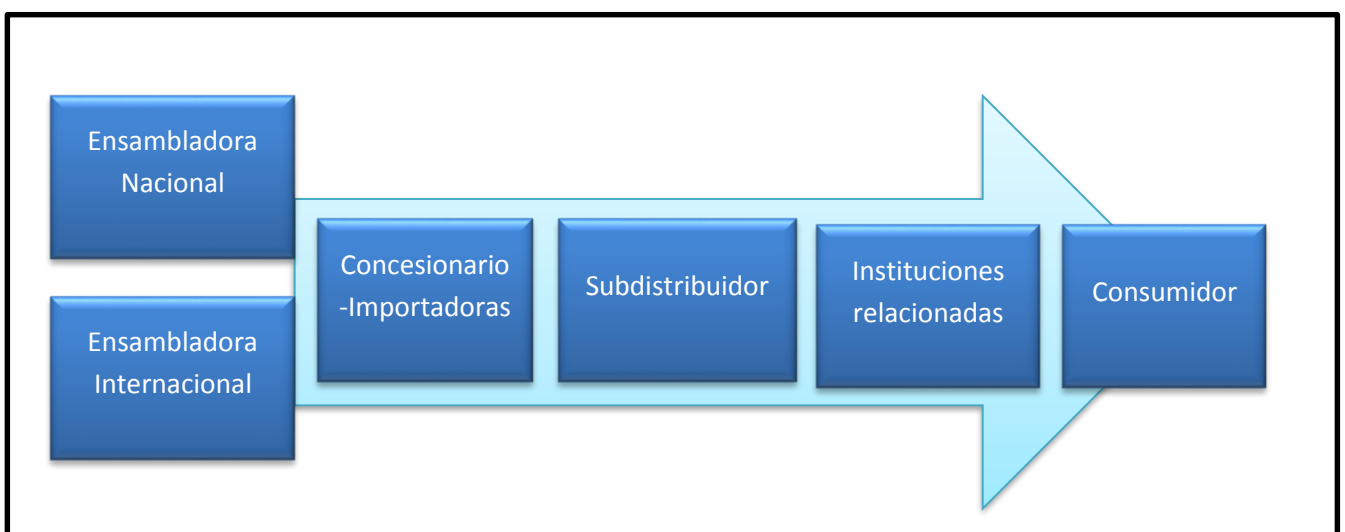 Ensambladora
Nacional
Ensambladora
Internacional
Concesionario
-Importadoras
Subdistribuidor
Instituciones
relacionadas
Consumidor